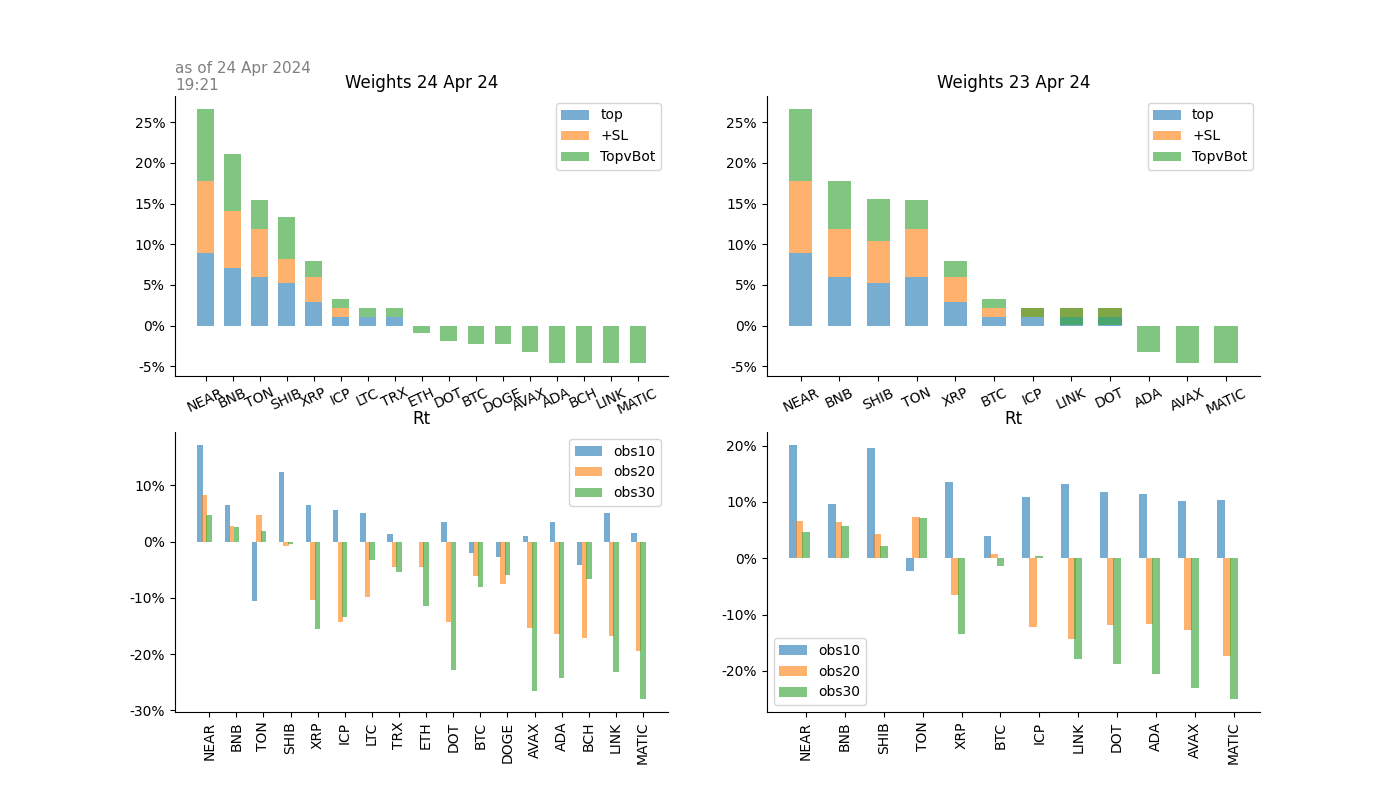 as of 24 Apr 2024
19:21
Weights 24 Apr 24
25%
20%
15%
10%
5%
0%
-5%
top
+SL
TopvBot
NEAR BNB TON SHIB XRP ICP LTC TRX ETH DOT BTC DOGE AVAX ADA BCH LINK MATIC
Weights 23 Apr 24
25%
20%
15%
10%
5%
0%
-5%
top
+SL
TopvBot
NEAR BNB SHIB TON XRP BTC ICP LINK DOT ADA AVAX MATIC
Rt
10%
0%
-10%
-20%
-30%
obs10
obs20
obs30
NEAR BNB TON SHIB XRP ICP LTC TRX ETH DOT BTC DOGE AVAX ADA BCH LINK MATIC
Rt
20%
10%
0%
-10%
-20%
obs10
obs20
obs30
NEAR BNB SHIB TON XRP BTC ICP LINK DOT ADA AVAX MATIC